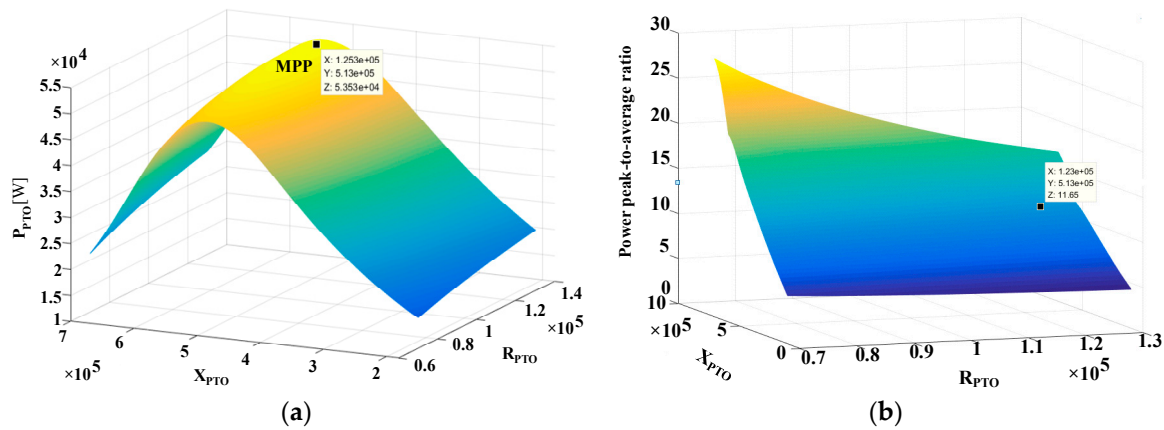 ×10⁴
5.5
5
4.5
4
3.5
3
2.5
2
1.5
1
P_PTO[W]
MPP
X: 1.253e+05
Y: 5.13e+05
Z: 5.353e+04
7
6
5
4
3
2
×10⁵
X_PTO
0.6
0.8
1
1.2
1.4
×10⁵
R_PTO
(a)
30
25
20
15
10
5
0
Power peak-to-average ratio
X: 1.23e+05
Y: 5.13e+05
Z: 11.65
10
5
0
×10⁵
X_PTO
0.7
0.8
0.9
1
1.1
1.2
1.3
×10⁵
R_PTO
(b)